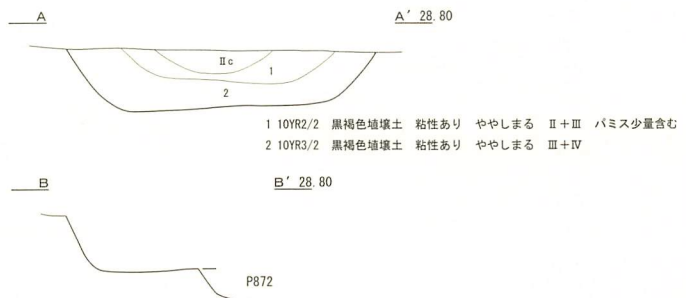 A A′ 28.80
Ⅱc
1
2
1 10YR2/2 黒褐色埴壌土 粘性あり ややしまる Ⅱ+Ⅲ パミス少量含む
2 10YR3/2 黒褐色埴壌土 粘性あり ややしまる Ⅲ+Ⅳ
B B′ 28.80
P872